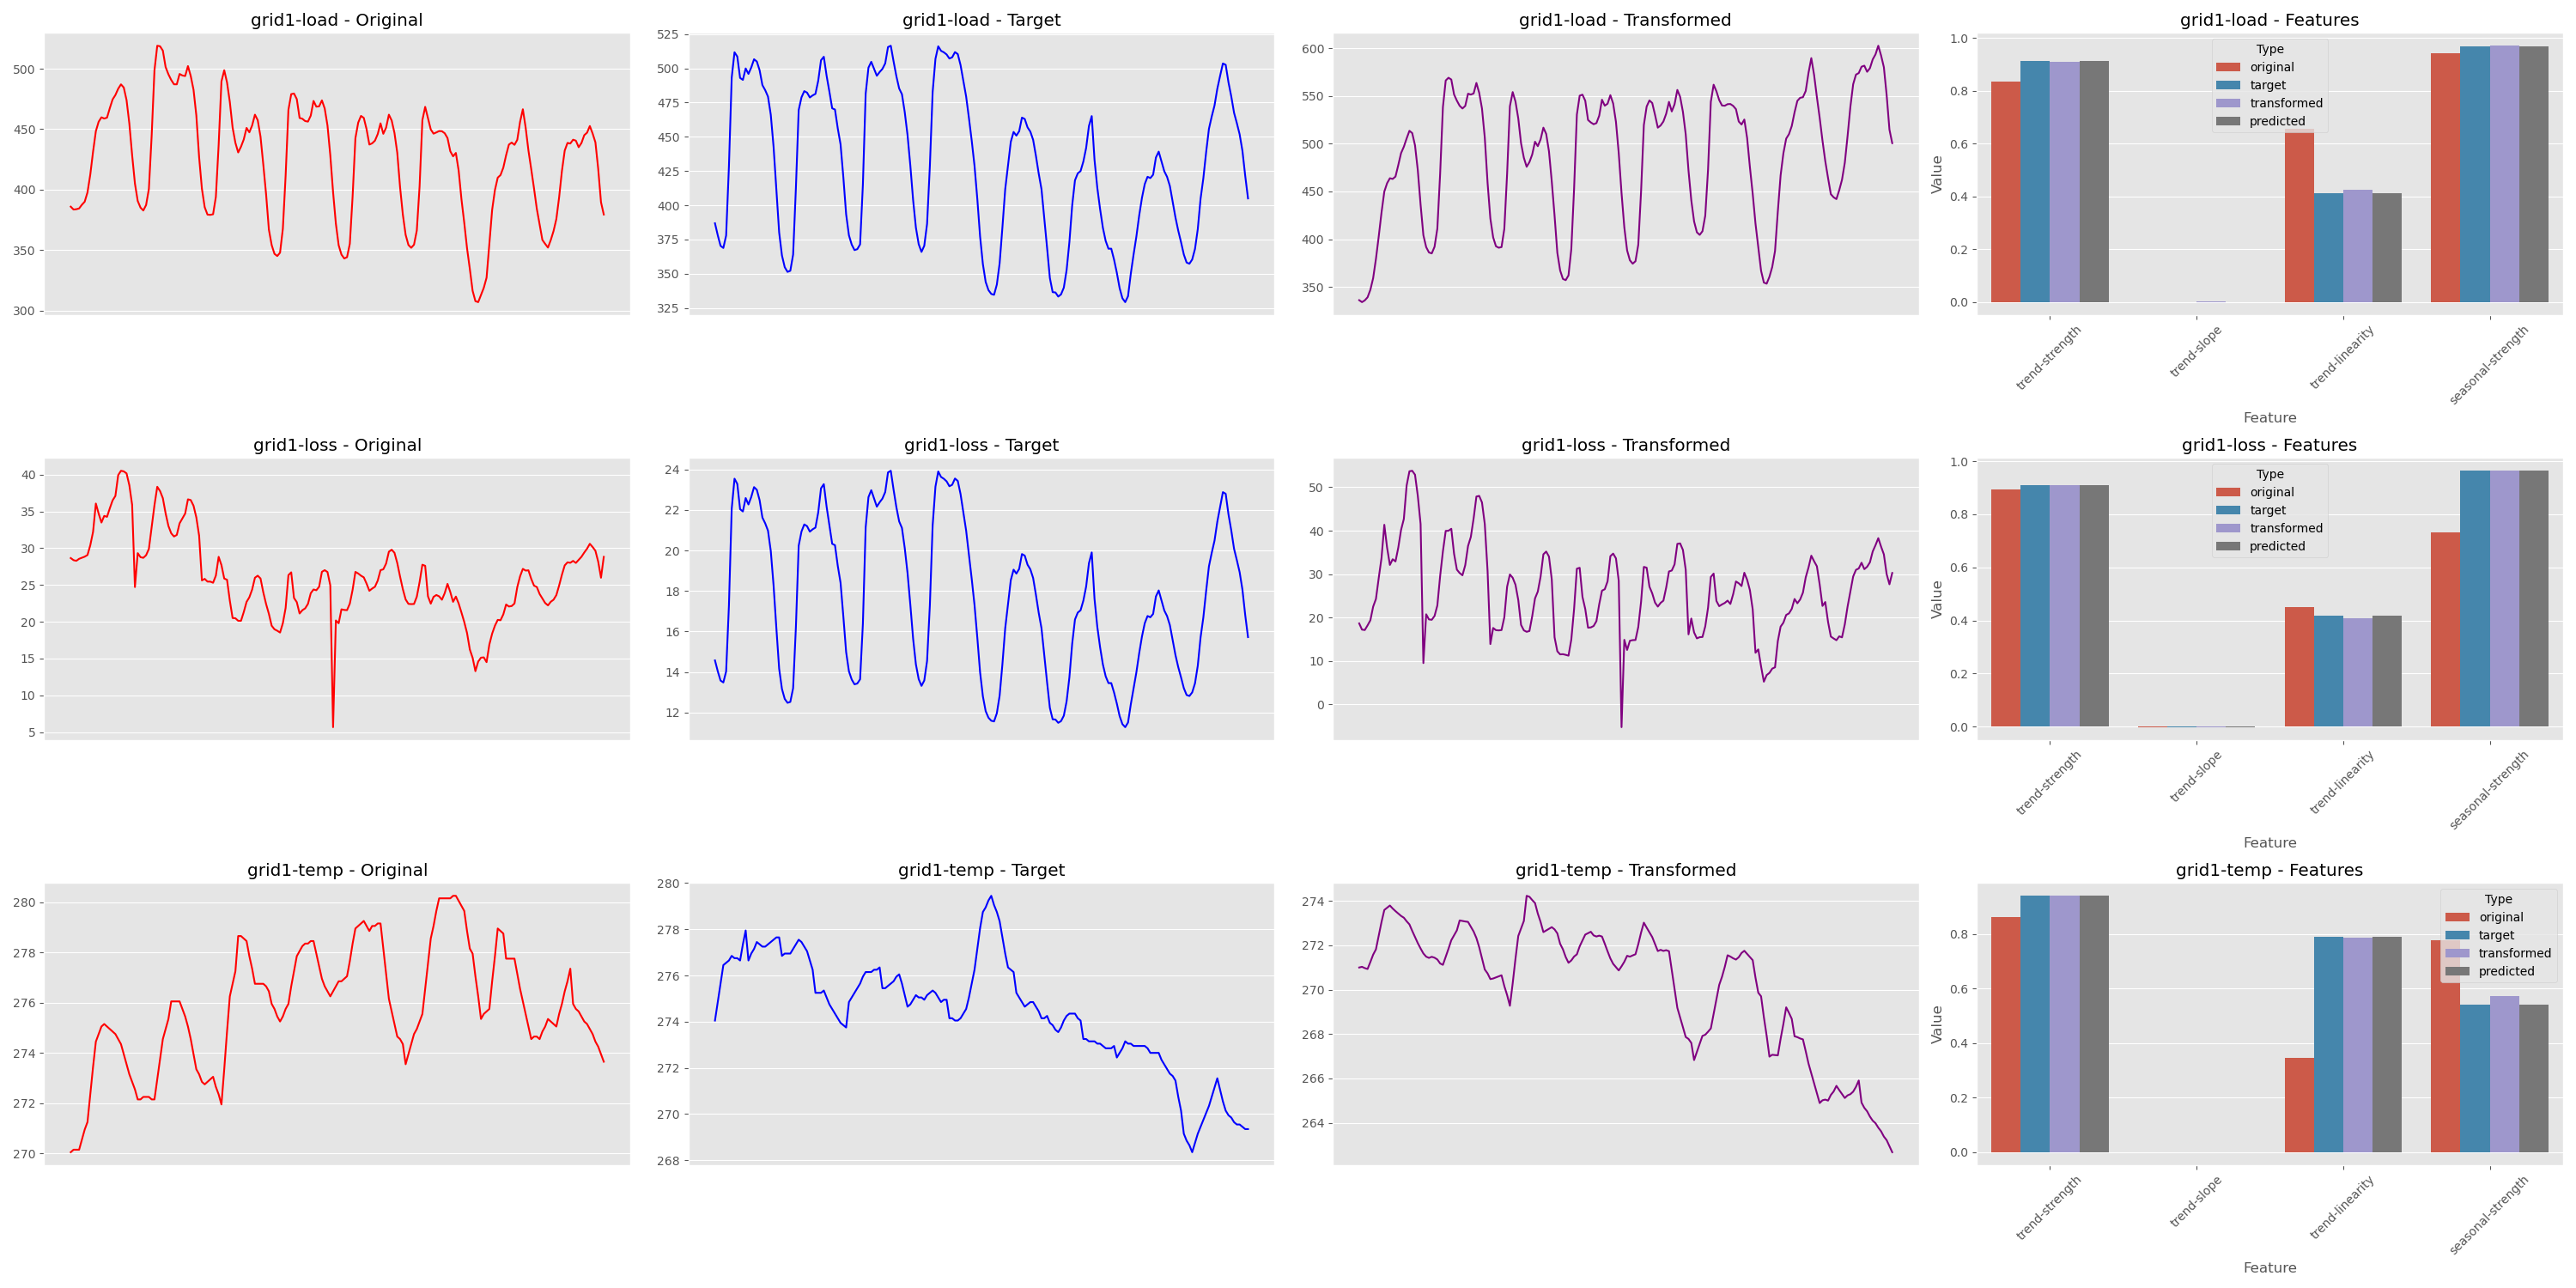 grid1-load - Original
500
450
400
350
300
grid1-load - Target
525
500
475
450
425
400
375
350
325
grid1-load - Transformed
600
550
500
450
400
350
grid1-load - Features
Value
1.0
0.8
0.6
0.4
0.2
0.0
Type
original
target
transformed
predicted
trend-strength
trend-slope
trend-linearity
seasonal-strength
Feature
grid1-loss - Original
40
35
30
25
20
15
10
5
grid1-loss - Target
24
22
20
18
16
14
12
grid1-loss - Transformed
50
40
30
20
10
0
grid1-loss - Features
Value
1.0
0.8
0.6
0.4
0.2
0.0
Type
original
target
transformed
predicted
trend-strength
trend-slope
trend-linearity
seasonal-strength
Feature
grid1-temp - Original
280
278
276
274
272
270
grid1-temp - Target
280
278
276
274
272
270
268
grid1-temp - Transformed
274
272
270
268
266
264
grid1-temp - Features
Value
0.8
0.6
0.4
0.2
0.0
Type
original
target
transformed
predicted
trend-strength
trend-slope
trend-linearity
seasonal-strength
Feature